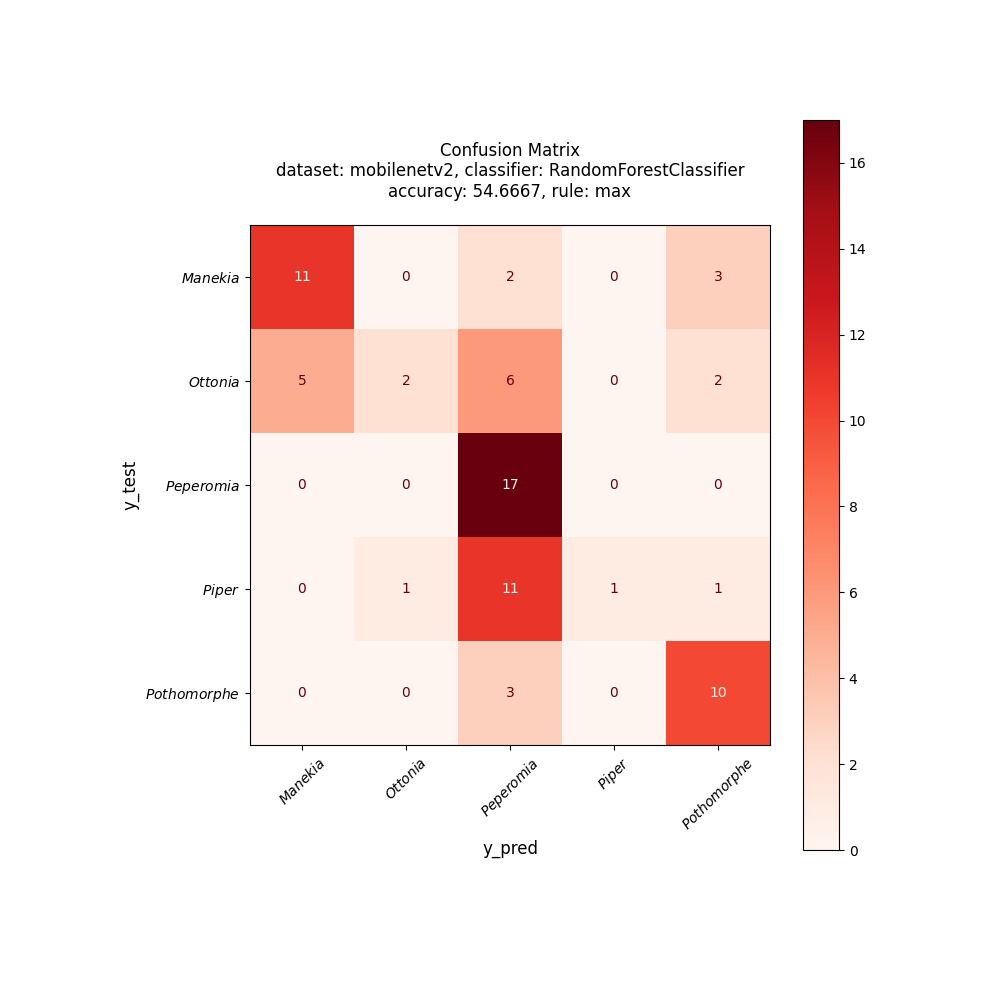 Confusion Matrix
dataset: mobilenetv2, classifier: RandomForestClassifier
accuracy: 54.6667, rule: max
Manekia 11 0 2 0 3
Ottonia 5 2 6 0 2
Peperomia 0 0 17 0 0
Piper 0 1 11 1 1
Pothomorphe 0 0 3 0 10
y_test
Manekia Ottonia Peperomia Piper Pothomorphe
y_pred
16
14
12
10
8
6
4
2
0